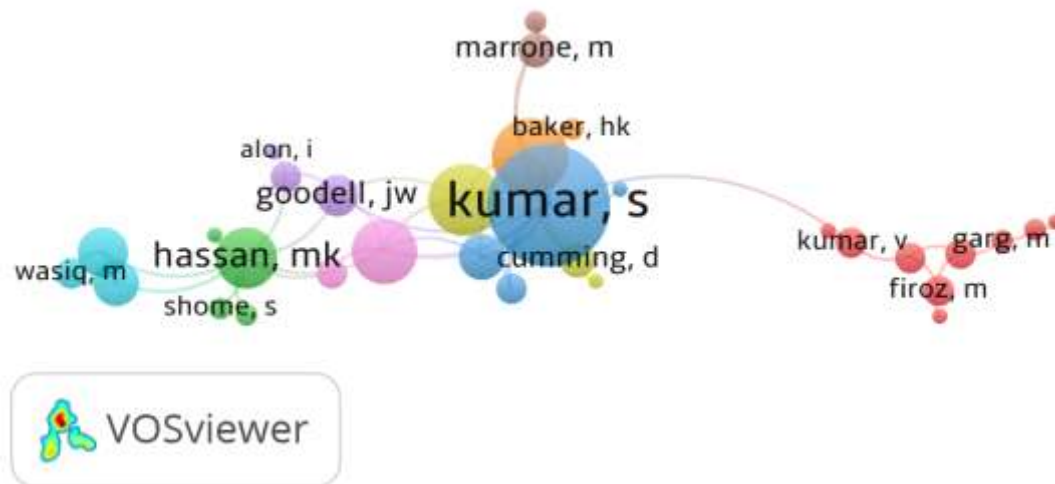 marrone, m
baker, hk
alon, i
goodell, jw
kumar, s
hassan, mk
cumming, d
wasiq, m
shome, s
kumar, v
garg, m
firoz, m
VOSviewer